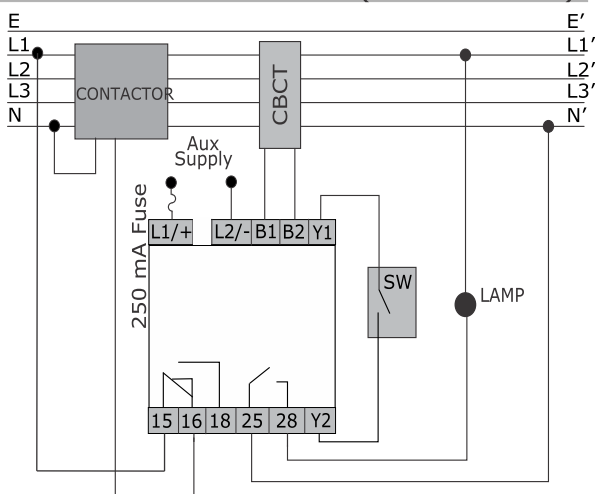 E E′
L1 L1′
L2 L2′
L3 L3′
N N′
CONTACTOR
CBCT
Aux
Supply
250 mA Fuse
L1/+ L2/- B1 B2 Y1
SW
LAMP
15 16 18 25 28 Y2